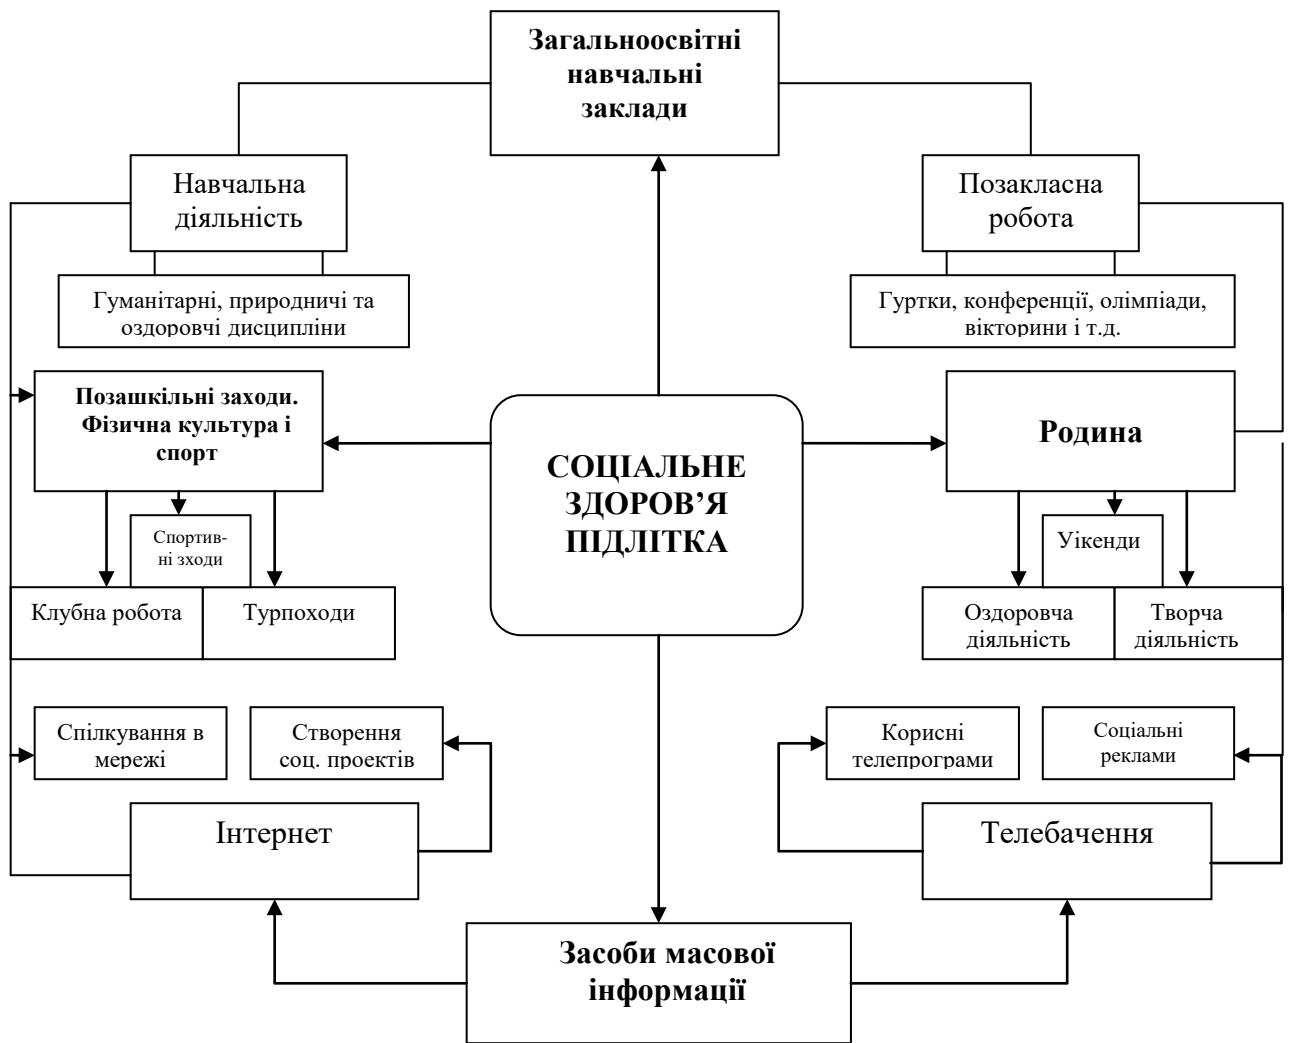 Загальноосвітні
навчальні
заклади
Навчальна
діяльність
Позакласна
робота
Гуманітарні, природничі та
оздоровчі дисципліни
Гуртки, конференції, олімпіади,
вікторини і т.д.
Позашкільні заходи.
Фізична культура і
спорт
СОЦІАЛЬНЕ
ЗДОРОВ’Я
ПІДЛІТКА
Родина
Спортив-
ні зходи
Уікенди
Клубна робота
Турпоходи
Оздоровча
діяльність
Творча
діяльність
Спілкування в
мережі
Створення
соц. проектів
Корисні
телепрограми
Соціальні
реклами
Інтернет
Телебачення
Засоби масової
інформації